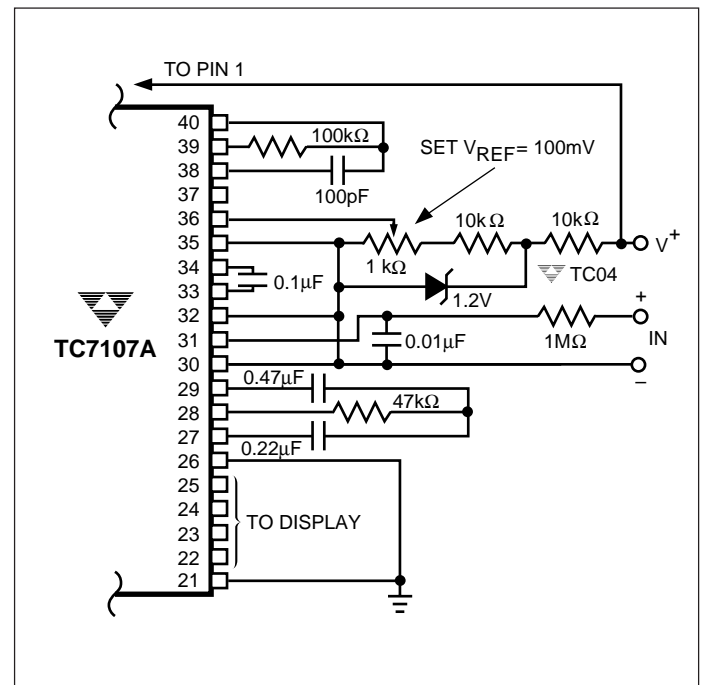 TO PIN 1
40
39
38
37
36
35
34
33
32
31
30
29
28
27
26
25
24
23
22
21
TC7107A
100kΩ
100pF
SET VREF= 100mV
10kΩ
10kΩ
V+
1 kΩ
TC04
1.2V
0.1μF
+
IN
–
0.01μF
1MΩ
0.47μF
47kΩ
0.22μF
TO DISPLAY